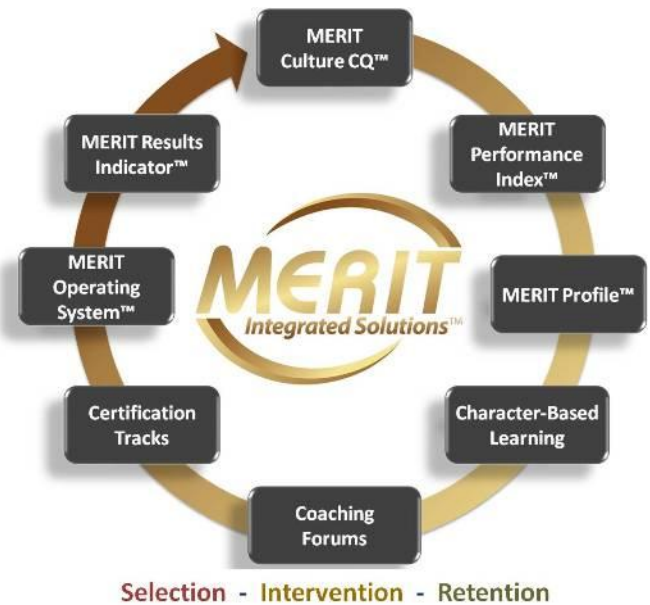 MERIT
Culture CQ™
MERIT
Performance
Index™
MERIT Profile™
Character-Based
Learning
Coaching
Forums
Certification
Tracks
MERIT
Operating
System™
MERIT Results
Indicator™
MERIT
Integrated Solutions™
Selection - Intervention - Retention